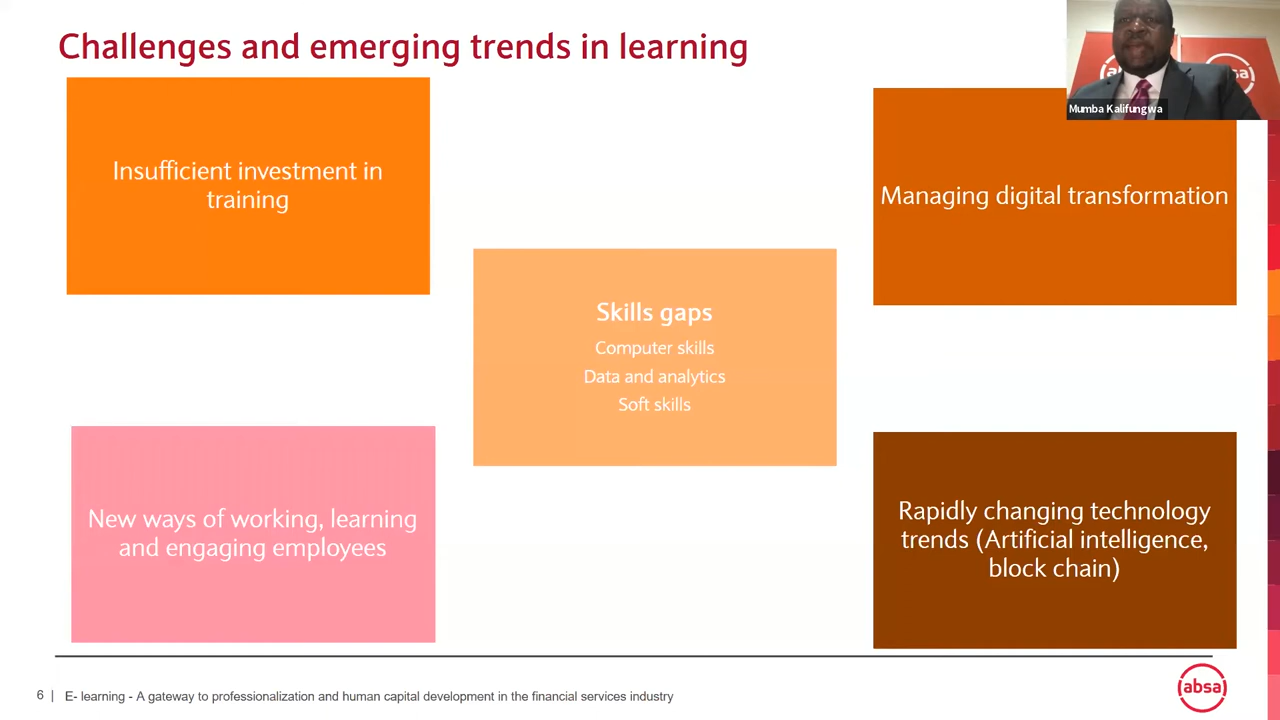 Challenges and emerging trends in learning
absa
Mumba Kalifungwa
Insufficient investment in
training
Managing digital transformation
Skills gaps
Computer skills
Data and analytics
Soft skills
New ways of working, learning
and engaging employees
Rapidly changing technology
trends (Artificial intelligence,
block chain)
6 | E- learning - A gateway to professionalization and human capital development in the financial services industry
absa